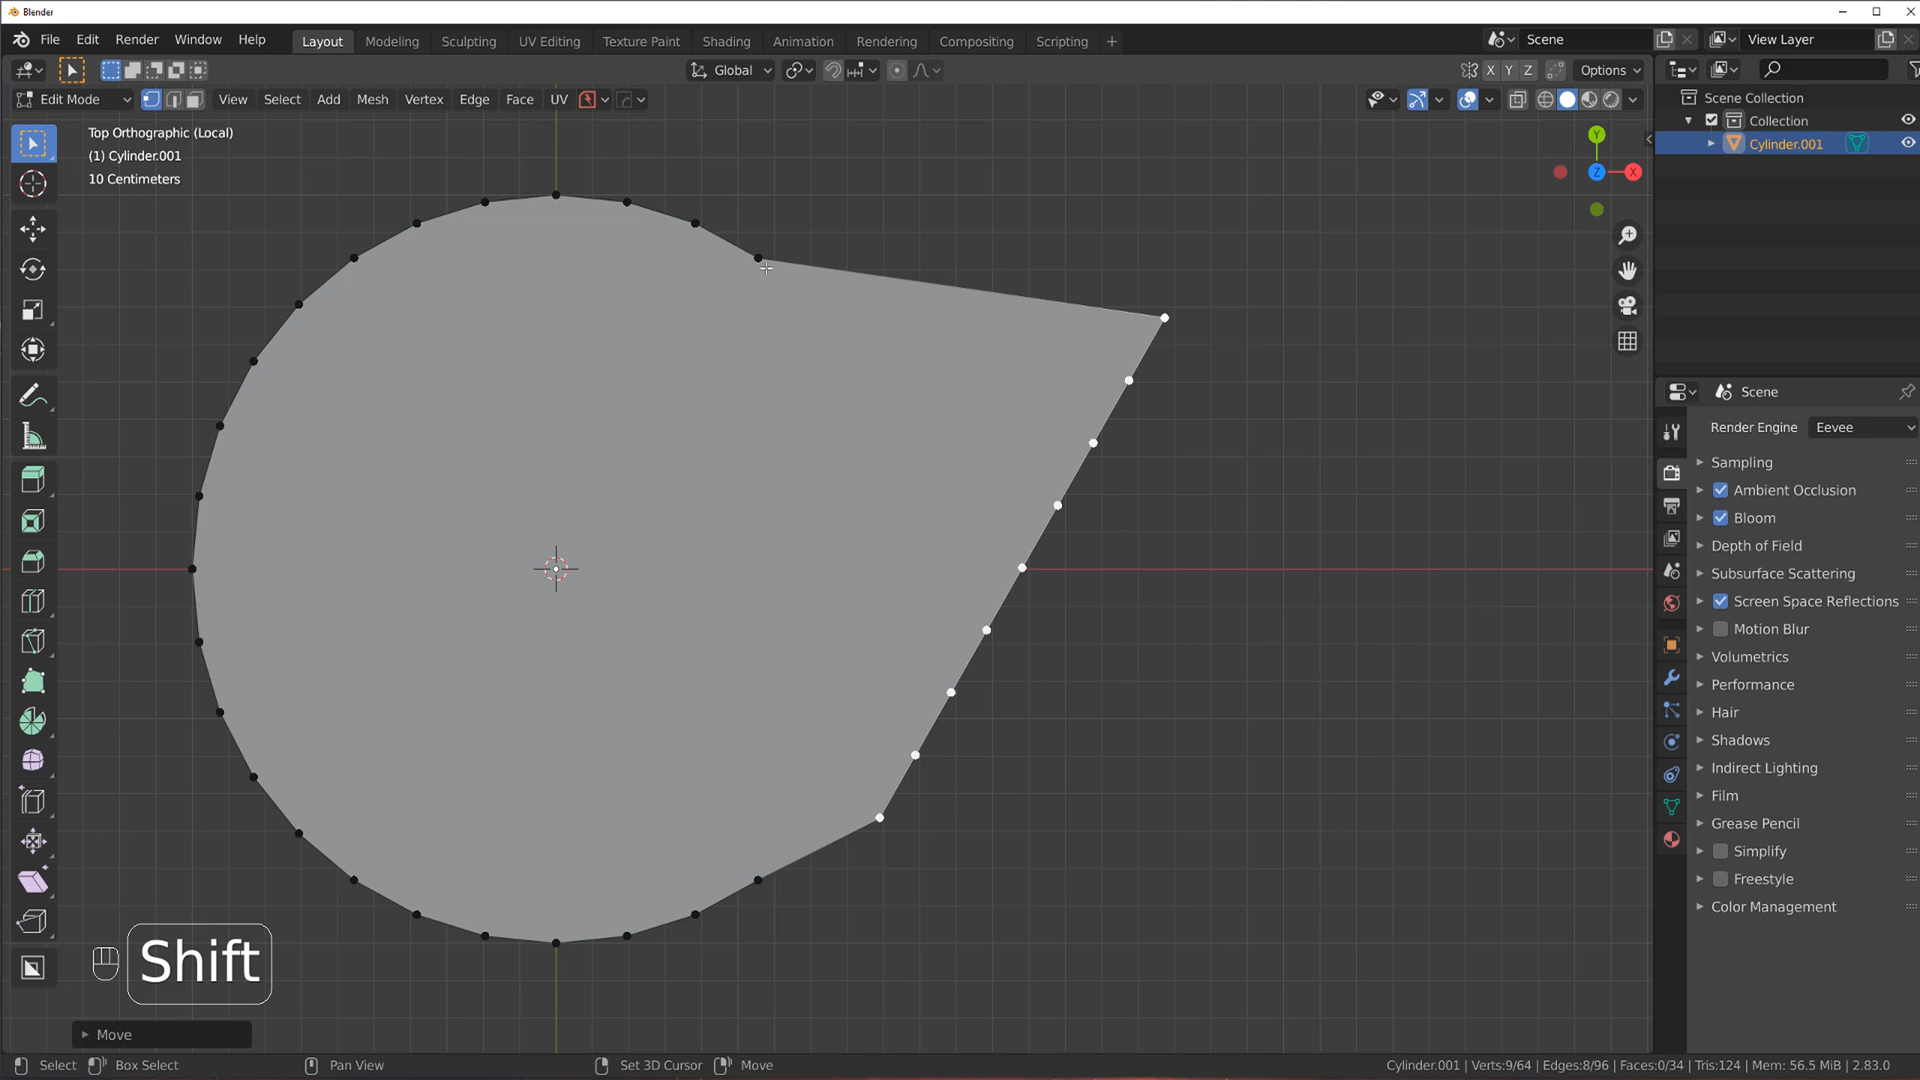 Blender
File Edit Render Window Help Layout Modeling Sculpting UV Editing Texture Paint Shading Animation Rendering Compositing Scripting + Scene View Layer
Global X Y Z Options
Edit Mode View Select Add Mesh Vertex Edge Face UV
Scene Collection
Collection
Cylinder.001
Top Orthographic (Local)
(1) Cylinder.001
10 Centimeters
Y
Z
X
Scene
Render Engine Eevee
Sampling
Ambient Occlusion
Bloom
Depth of Field
Subsurface Scattering
Screen Space Reflections
Motion Blur
Volumetrics
Performance
Hair
Shadows
Indirect Lighting
Film
Grease Pencil
Simplify
Freestyle
Color Management
Shift
Move
Select Box Select Pan View Set 3D Cursor Move Cylinder.001 | Verts:9/64 | Edges:8/96 | Faces:0/34 | Tris:124 | Mem: 56.5 MiB | 2.83.0